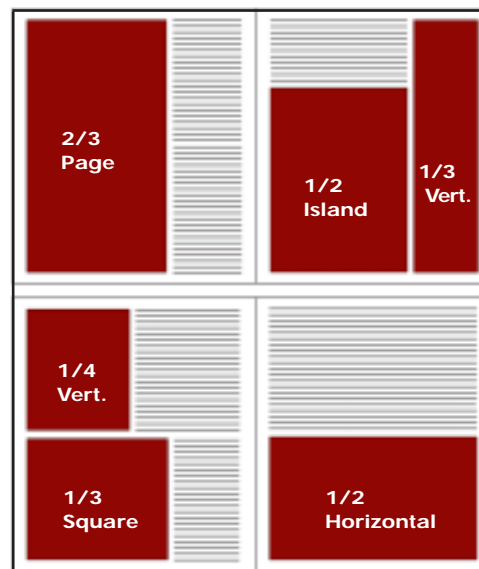 2/3
Page
1/2
Island
1/3
Vert.
1/4
Vert.
1/3
Square
1/2
Horizontal